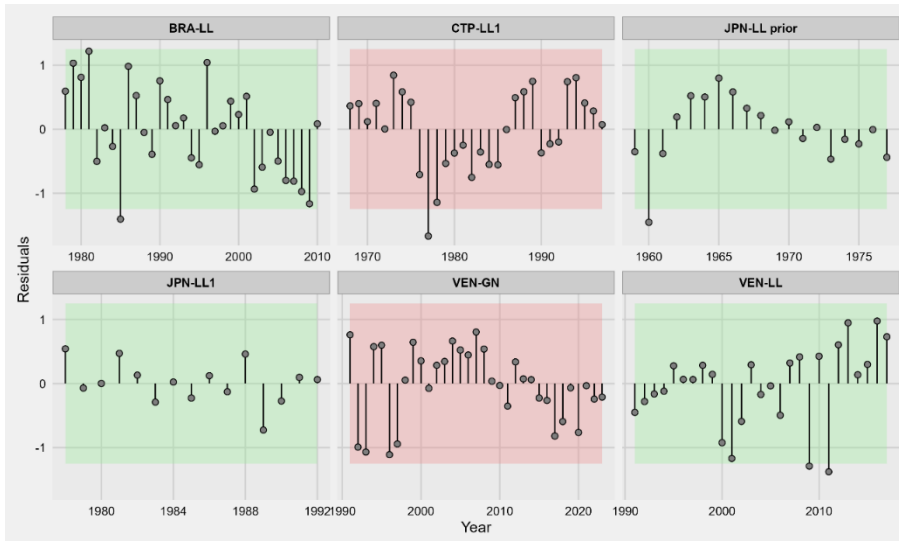 BRA-LL
CTP-LL1
JPN-LL prior
1
0
-1
1980 1990 2000 2010
1970 1980 1990
1960 1965 1970 1975
JPN-LL1
VEN-GN
VEN-LL
1
0
-1
1980 1984 1988 1992
1990 2000 2010 2020
1990 2000 2010
Residuals
Year